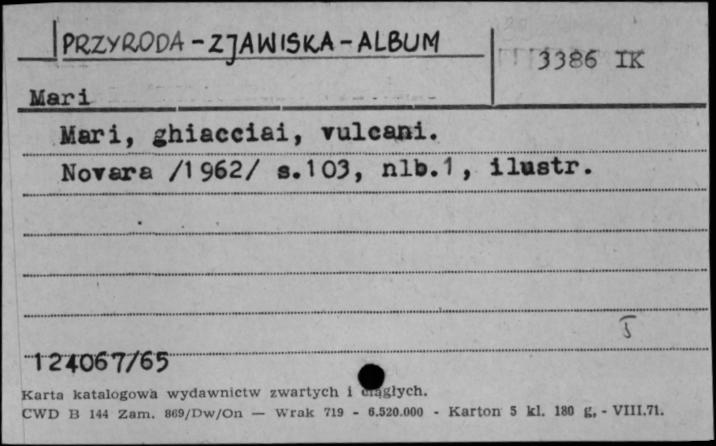 PRZYRODA - ZJAWISKA - ALBUM
3386 IK
Mari
Mari, ghiacciai, vulcani.
Novara /1962/ s.103, nlb.1, ilustr.
J
124067/65
Karta katalogowa wydawnictw zwartych i ciągłych.
CWD B 144 Zam. 869/Dw/On — Wrak 719 - 6.520.000 - Karton 5 kl. 180 g, - VIII.71.